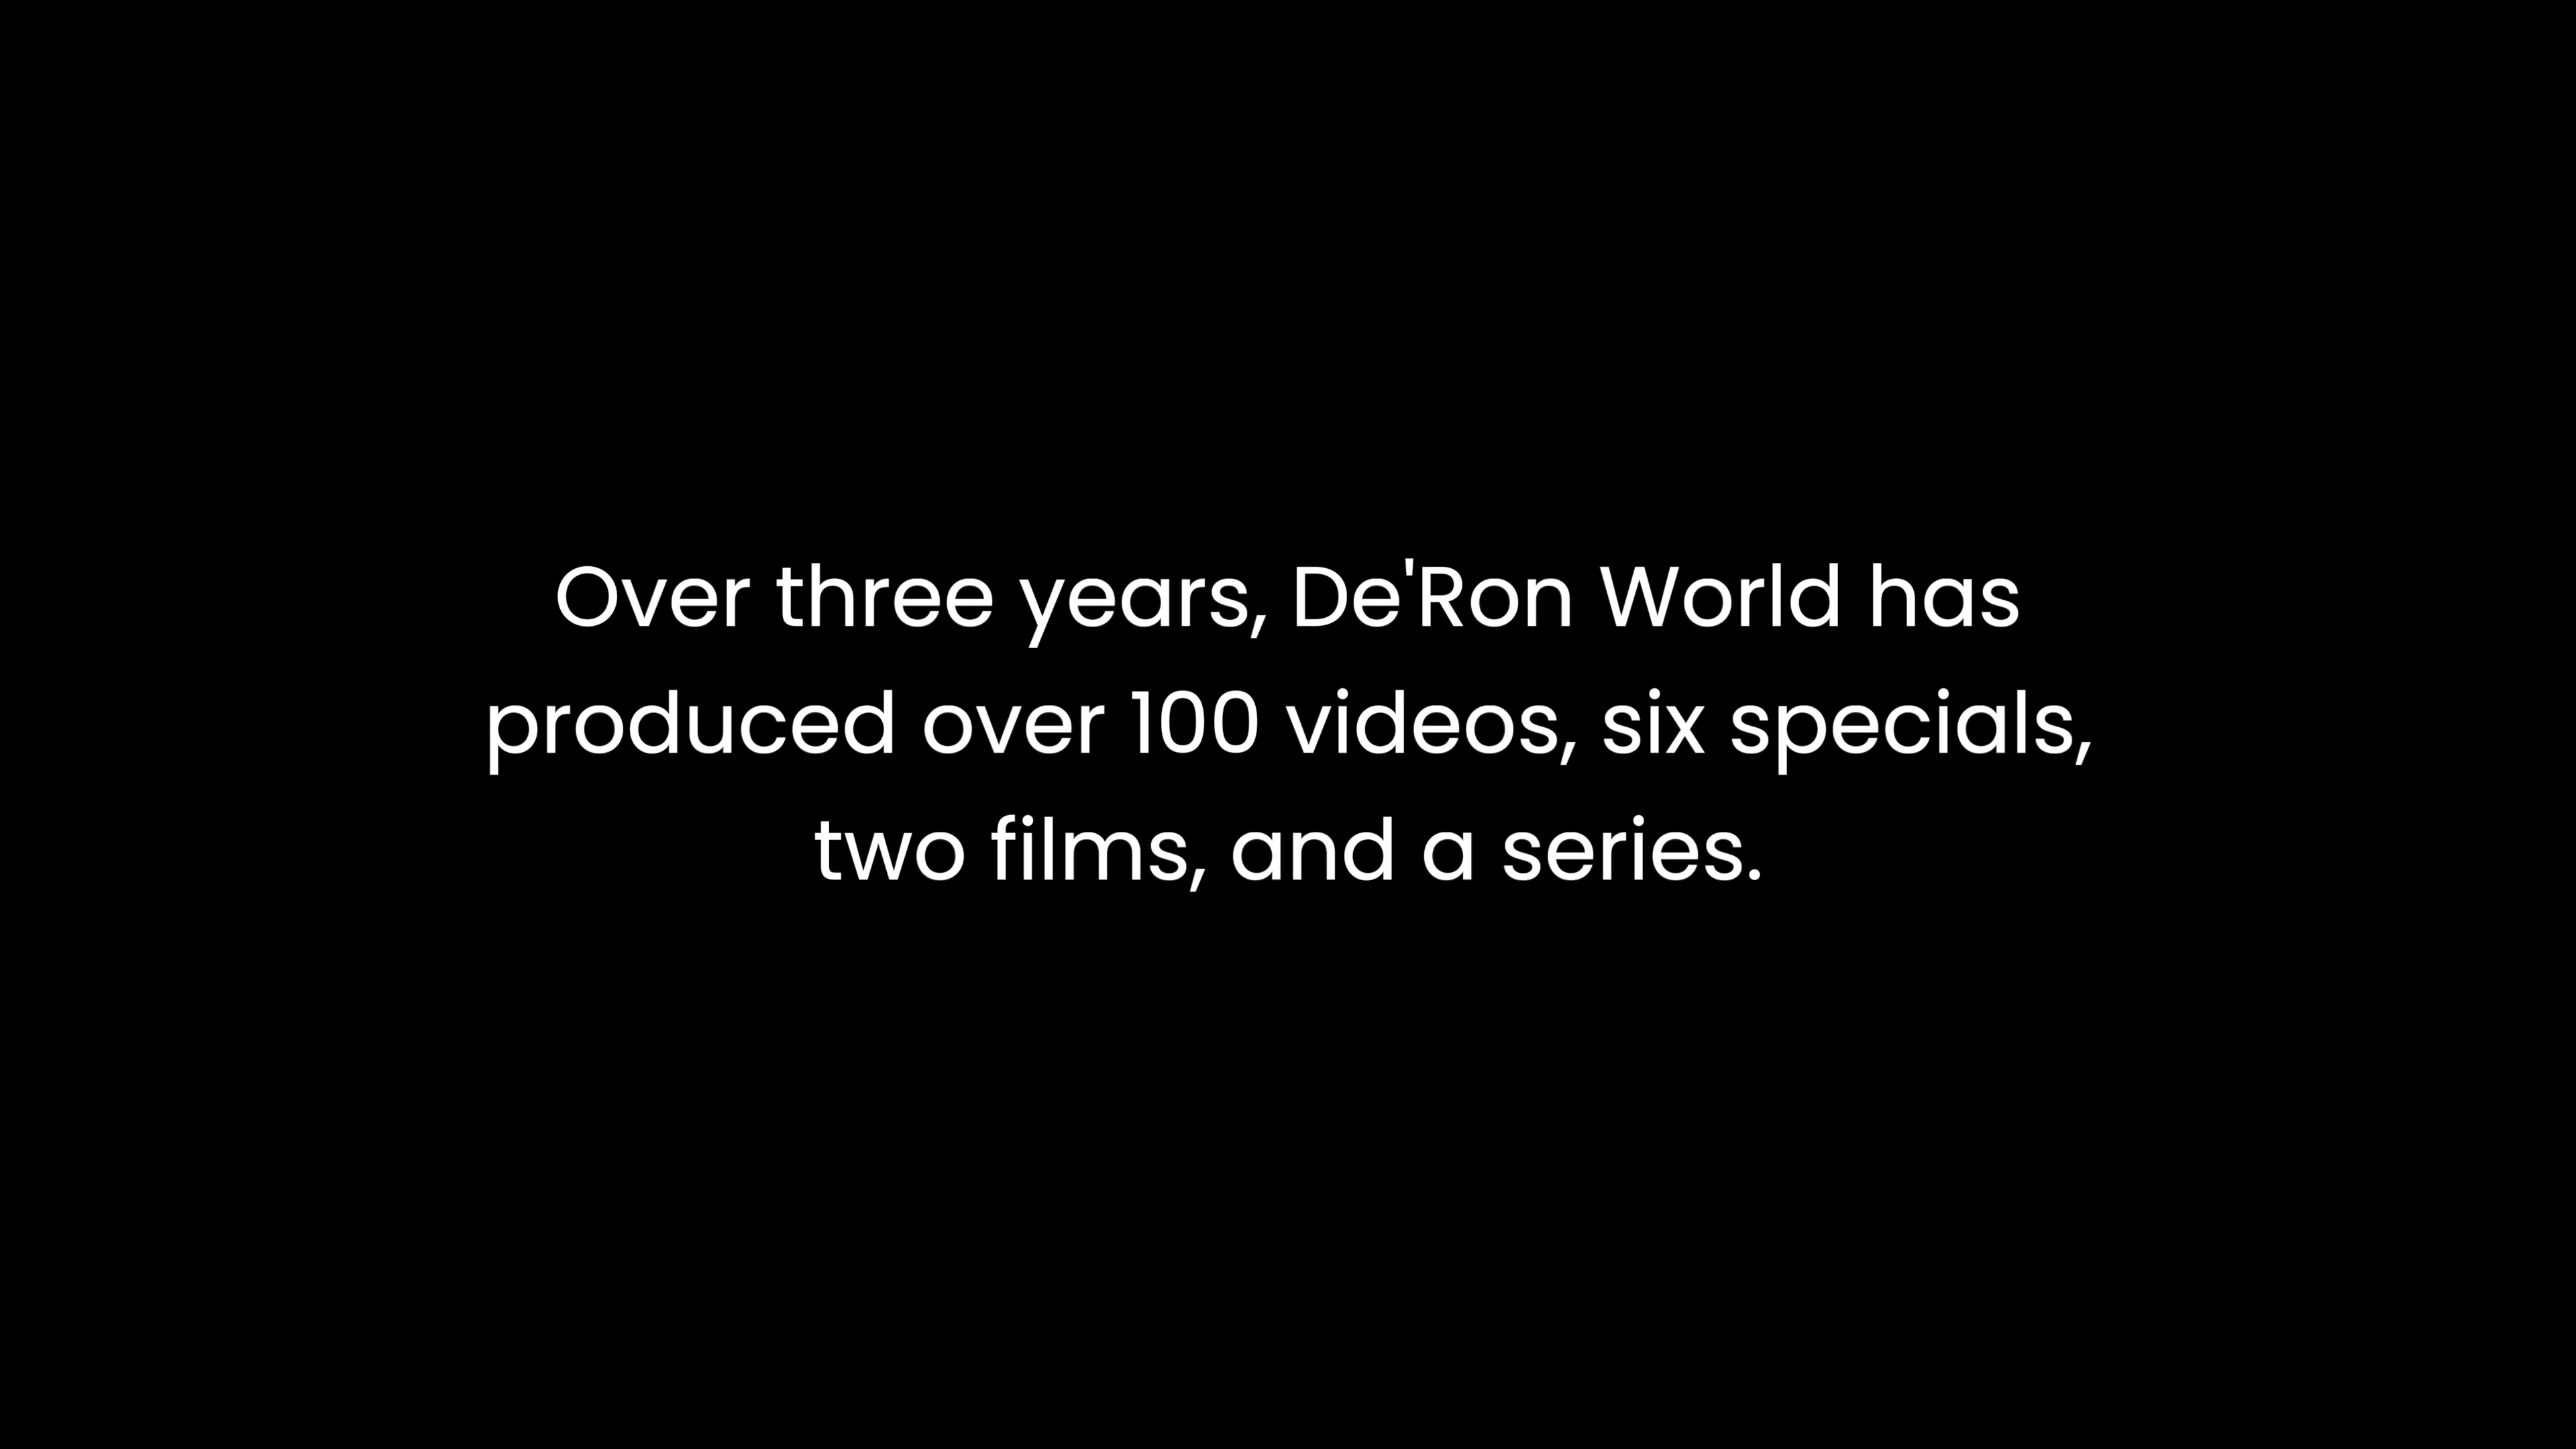 Over three years, De'Ron World has
produced over 100 videos, six specials,
two films, and a series.